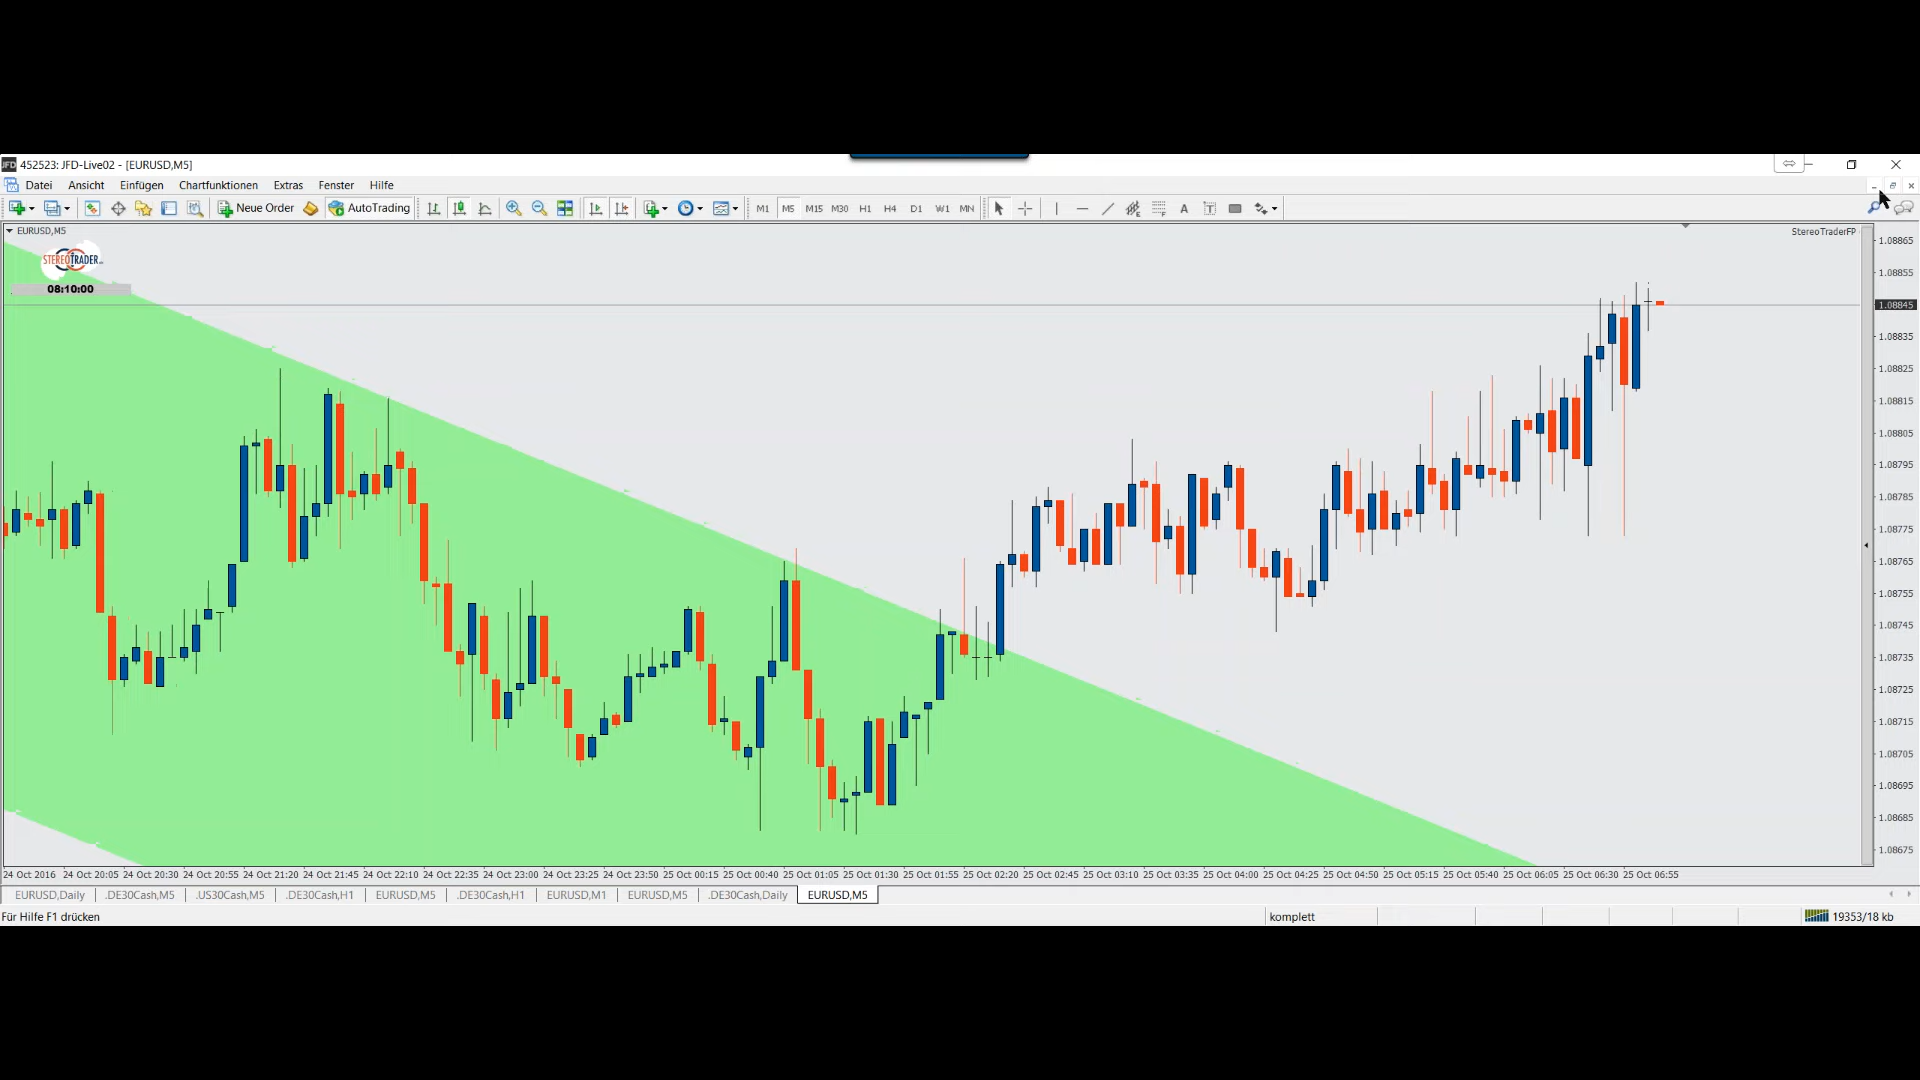 JFD 452523: JFD-Live02 - [EURUSD,M5]
Datei Ansicht Einfügen Chartfunktionen Extras Fenster Hilfe
Neue Order AutoTrading M1 M5 M15 M30 H1 H4 D1 W1 MN A T
EURUSD,M5 StereoTraderFP
STEREOTRADER
08:10:00
1.08865
1.08855
1.08845
1.08835
1.08825
1.08815
1.08805
1.08795
1.08785
1.08775
1.08765
1.08755
1.08745
1.08735
1.08725
1.08715
1.08705
1.08695
1.08685
1.08675
24 Oct 2016 24 Oct 20:05 24 Oct 20:30 24 Oct 20:55 24 Oct 21:20 24 Oct 21:45 24 Oct 22:10 24 Oct 22:35 24 Oct 23:00 24 Oct 23:25 24 Oct 23:50 25 Oct 00:15 25 Oct 00:40 25 Oct 01:05 25 Oct 01:30 25 Oct 01:55 25 Oct 02:20 25 Oct 02:45 25 Oct 03:10 25 Oct 03:35 25 Oct 04:00 25 Oct 04:25 25 Oct 04:50 25 Oct 05:15 25 Oct 05:40 25 Oct 06:05 25 Oct 06:30 25 Oct 06:55
EURUSD,Daily .DE30Cash,M5 .US30Cash,M5 .DE30Cash,H1 EURUSD,M5 .DE30Cash,H1 EURUSD,M1 EURUSD,M5 .DE30Cash,Daily EURUSD,M5
Für Hilfe F1 drücken komplett 19353/18 kb